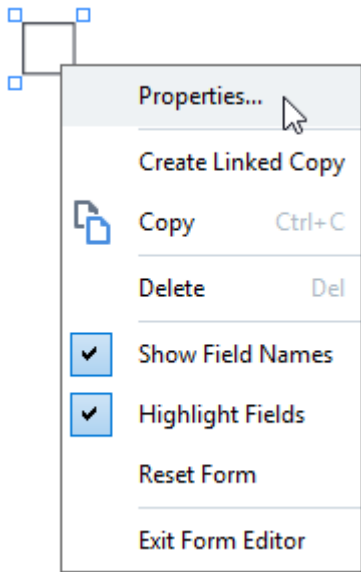 Properties...
Create Linked Copy
Copy Ctrl+C
Delete Del
Show Field Names
Highlight Fields
Reset Form
Exit Form Editor